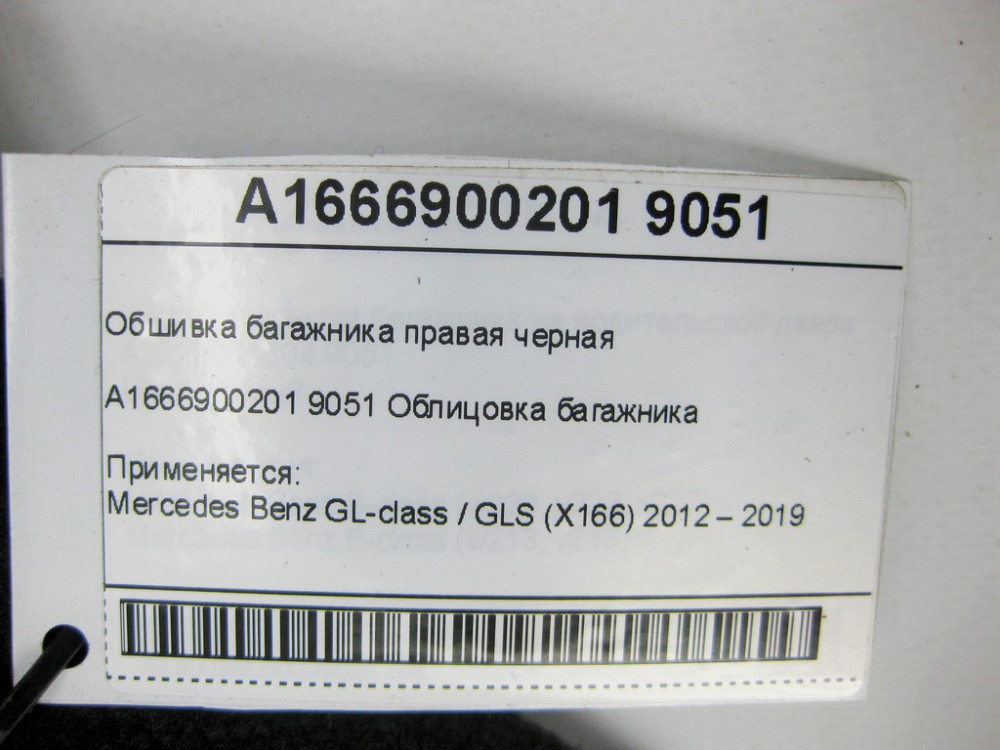 A1666900201 9051
Обшивка багажника правая черная
A1666900201 9051 Облицовка багажника
Применяется:
Mercedes Benz GL-class / GLS (X166) 2012 – 2019